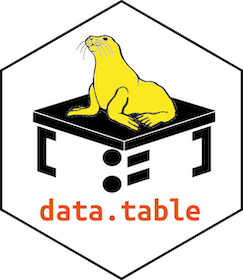 [ := ]
data.table